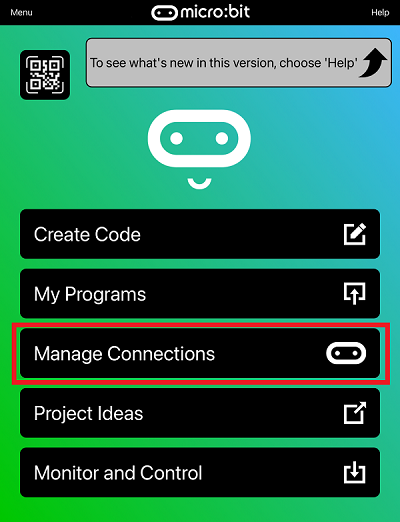 Menu
micro:bit
Help
To see what's new in this version, choose 'Help'
Create Code
My Programs
Manage Connections
Project Ideas
Monitor and Control